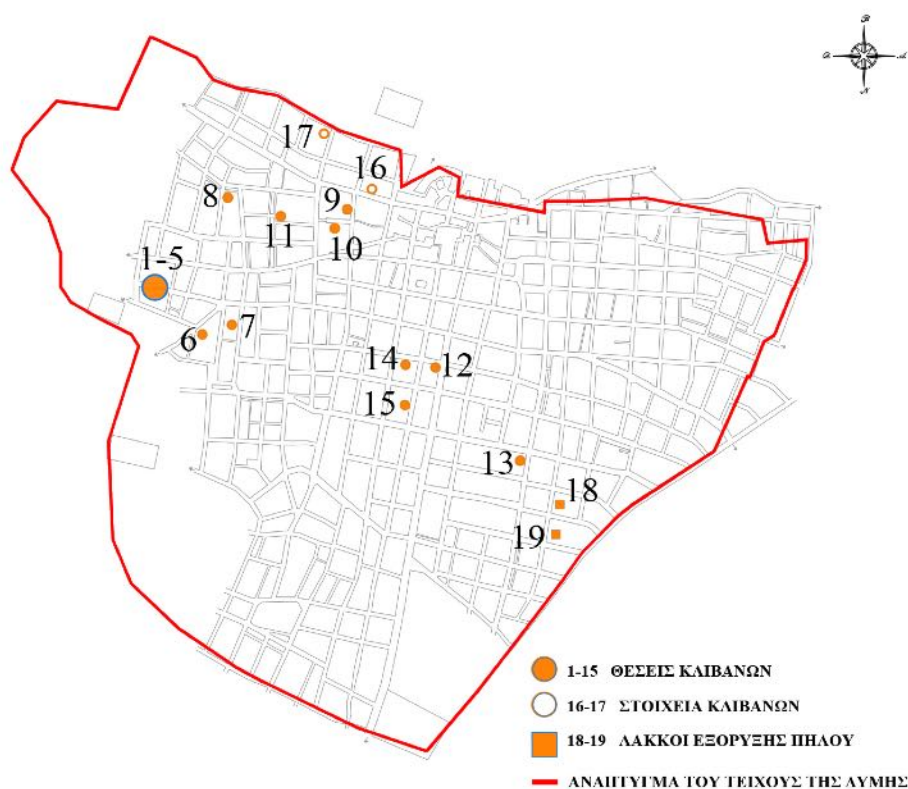 Β
Δ
Α
Ν
17
16
8
9
11
10
1-5
7
6
14
12
15
13
18
19
1-15 ΘΕΣΕΙΣ ΚΛΙΒΑΝΩΝ
16-17 ΣΤΟΙΧΕΙΑ ΚΛΙΒΑΝΩΝ
18-19 ΛΑΚΚΟΙ ΕΞΟΡΥΞΗΣ ΠΗΛΟΥ
ΑΝΑΠΤΥΓΜΑ ΤΟΥ ΤΕΙΧΟΥΣ ΤΗΣ ΔΥΜΗΣ